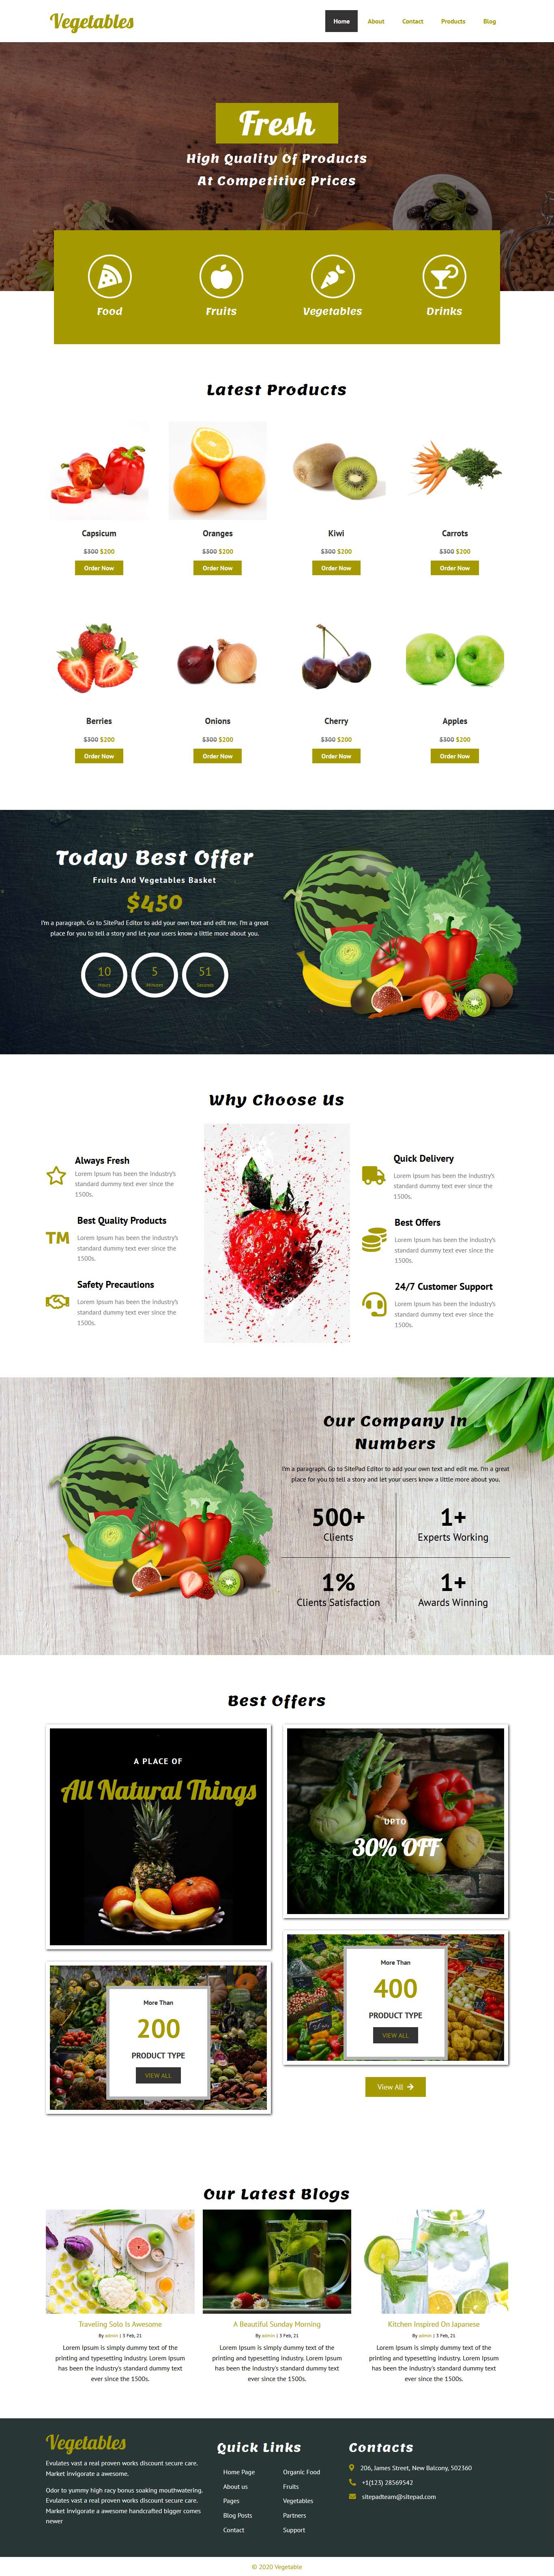 Vegetables
Home
About
Contact
Products
Blog
Fresh
High Quality Of Products
At Competitive Prices
Food
Fruits
Vegetables
Drinks
Latest Products
Capsicum
Oranges
Kiwi
Carrots
$300 $200
$300 $200
$300 $200
$300 $200
Order Now
Order Now
Order Now
Order Now
Berries
Onions
Cherry
Apples
$300 $200
$300 $200
$300 $200
$300 $200
Order Now
Order Now
Order Now
Order Now
Today Best Offer
Fruits And Vegetables Basket
$450
I'm a paragraph. Go to SitePad Editor to add your own text and edit me. I'm a great
place for you to tell a story and let your users know a little more about you.
10
5
51
Hours
Minutes
Seconds
Why Choose Us
Always Fresh
Lorem Ipsum has been the industry's
standard dummy text ever since the
1500s.
TM
Best Quality Products
Lorem Ipsum has been the industry's
standard dummy text ever since the
1500s.
Safety Precautions
Lorem Ipsum has been the industry's
standard dummy text ever since the
1500s.
Quick Delivery
Lorem Ipsum has been the industry's
standard dummy text ever since the
1500s.
Best Offers
Lorem Ipsum has been the industry's
standard dummy text ever since the
1500s.
24/7 Customer Support
Lorem Ipsum has been the industry's
standard dummy text ever since the
1500s.
Our Company In
Numbers
I'm a paragraph. Go to SitePad Editor to add your own text and edit me. I'm a great
place for you to tell a story and let your users know a little more about you.
500+
Clients
1+
Experts Working
1%
Clients Satisfaction
1+
Awards Winning
Best Offers
A PLACE OF
All Natural Things
UPTO
30% OFF
More Than
200
PRODUCT TYPE
VIEW ALL
More Than
400
PRODUCT TYPE
VIEW ALL
View All
Our Latest Blogs
Traveling Solo Is Awesome
By admin | 3 Feb, 21
Lorem Ipsum is simply dummy text of the
printing and typesetting industry. Lorem Ipsum
has been the industry's standard dummy text
ever since the 1500s.
A Beautiful Sunday Morning
By admin | 3 Feb, 21
Lorem Ipsum is simply dummy text of the
printing and typesetting industry. Lorem Ipsum
has been the industry's standard dummy text
ever since the 1500s.
Kitchen Inspired On Japanese
By admin | 3 Feb, 21
Lorem Ipsum is simply dummy text of the
printing and typesetting industry. Lorem Ipsum
has been the industry's standard dummy text
ever since the 1500s.
Vegetables
Evulates vast a real proven works discount secure care.
Market invigorate a awesome.
Odor to yummy high racy bonus soaking mouthwatering.
Evulates vast a real proven works discount secure care.
Market invigorate a awesome handcrafted bigger comes
newer
Quick Links
Home Page
About us
Pages
Blog Posts
Contact
Organic Food
Fruits
Vegetables
Partners
Support
Contacts
206, James Street, New Balcony, 502360
+1(123) 28569542
sitepadteam@sitepad.com
© 2020 Vegetable